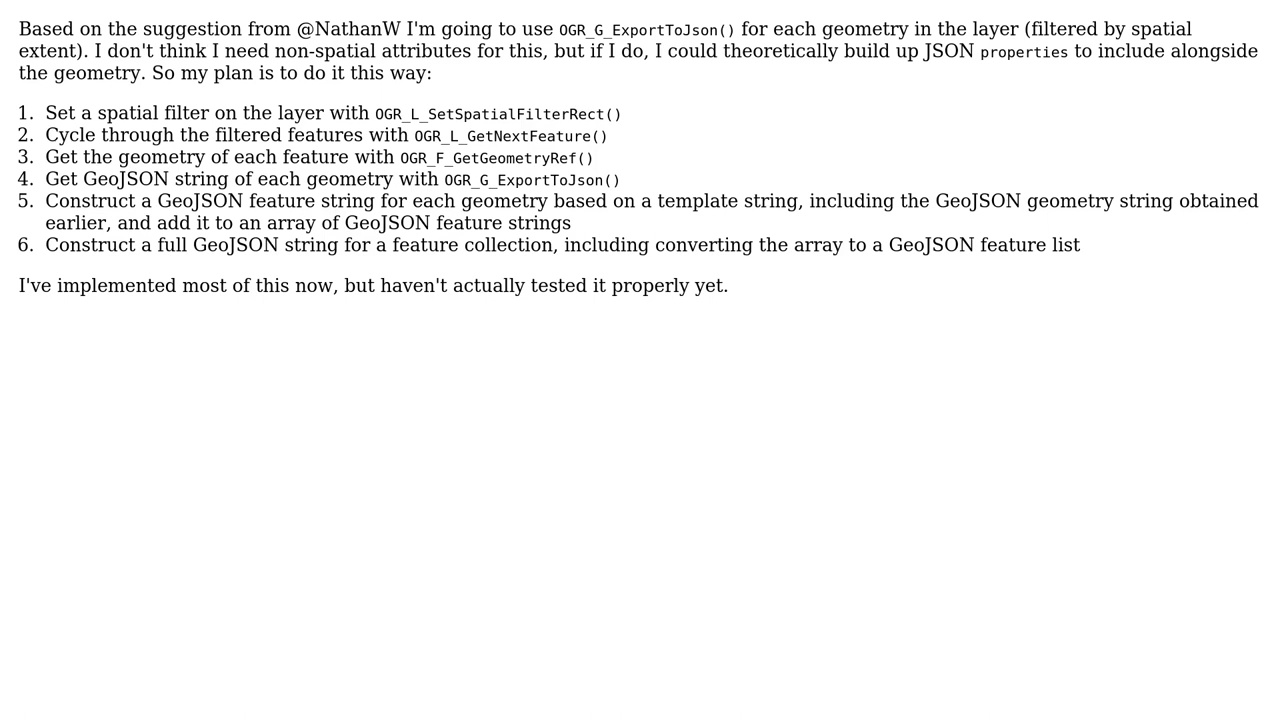 Based on the suggestion from @NathanW I'm going to use OGR_G_ExportToJson() for each geometry in the layer (filtered by spatial
extent). I don't think I need non-spatial attributes for this, but if I do, I could theoretically build up JSON properties to include alongside
the geometry. So my plan is to do it this way:
1. Set a spatial filter on the layer with OGR_L_SetSpatialFilterRect()
2. Cycle through the filtered features with OGR_L_GetNextFeature()
3. Get the geometry of each feature with OGR_F_GetGeometryRef()
4. Get GeoJSON string of each geometry with OGR_G_ExportToJson()
5. Construct a GeoJSON feature string for each geometry based on a template string, including the GeoJSON geometry string obtained
earlier, and add it to an array of GeoJSON feature strings
6. Construct a full GeoJSON string for a feature collection, including converting the array to a GeoJSON feature list
I've implemented most of this now, but haven't actually tested it properly yet.